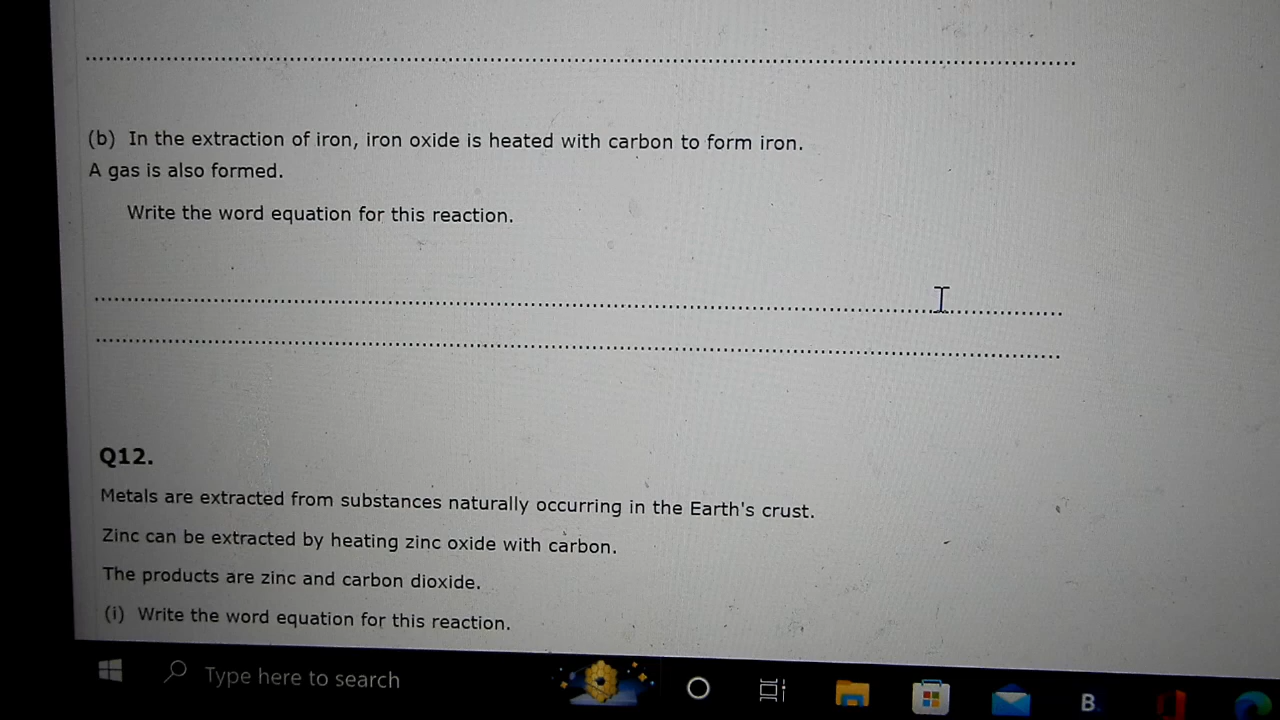 (b) In the extraction of iron, iron oxide is heated with carbon to form iron.
A gas is also formed.
Write the word equation for this reaction.
Q12.
Metals are extracted from substances naturally occurring in the Earth's crust.
Zinc can be extracted by heating zinc oxide with carbon.
The products are zinc and carbon dioxide.
(i) Write the word equation for this reaction.
Type here to search
B.